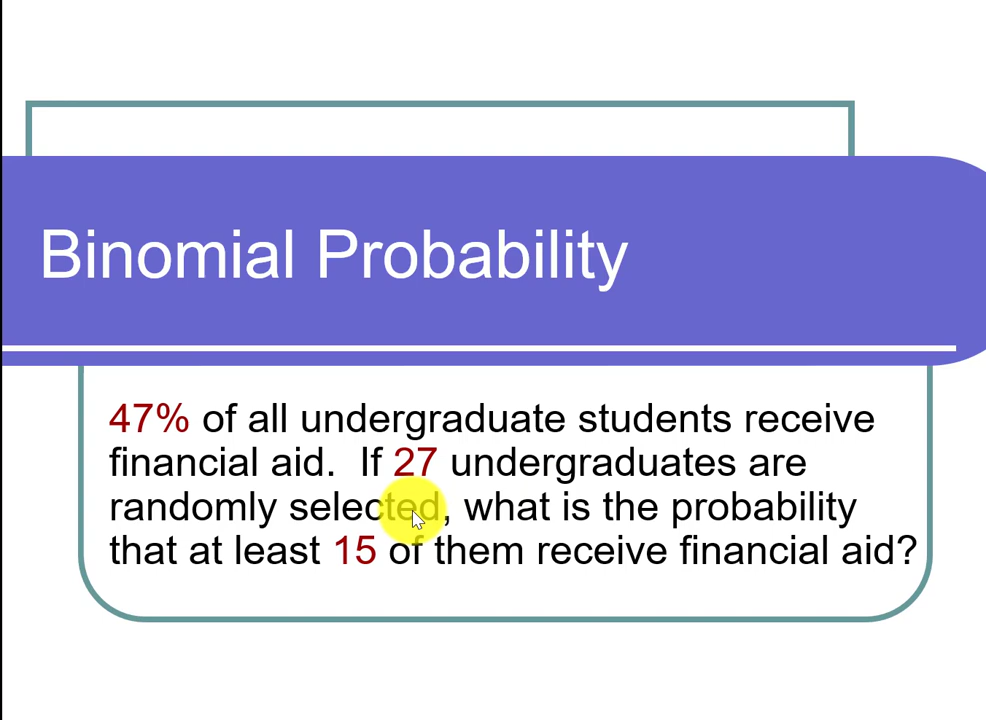 Binomial Probability
47% of all undergraduate students receive
financial aid.  If 27 undergraduates are
randomly selected, what is the probability
that at least 15 of them receive financial aid?